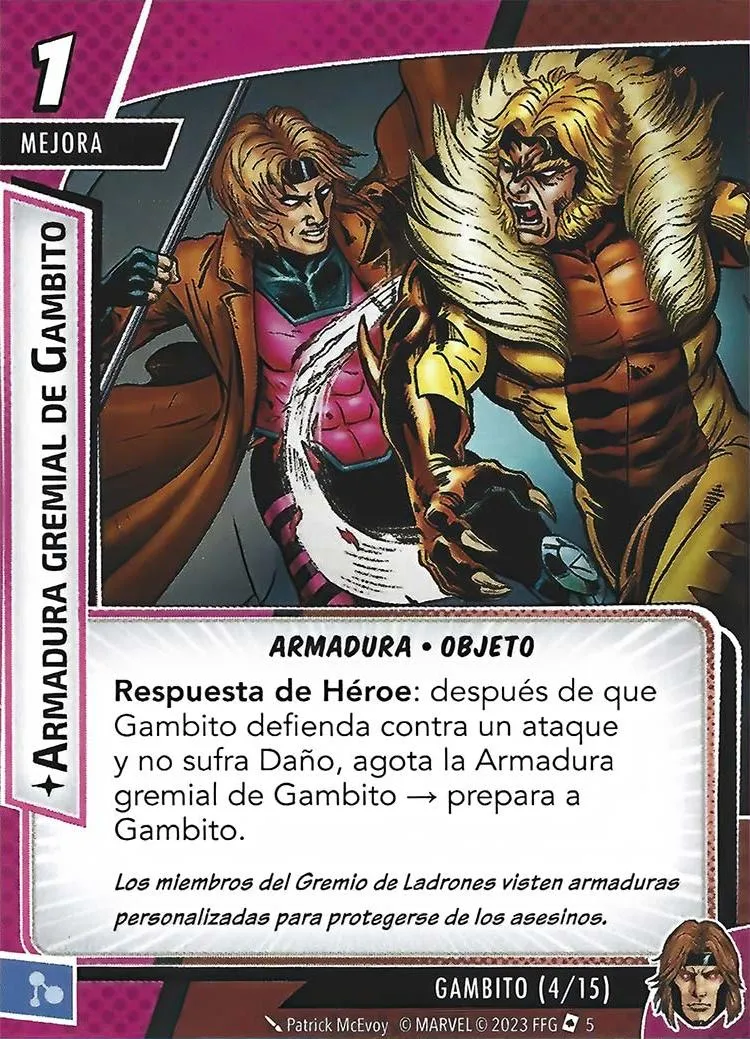 1
MEJORA
ARMADURA GREMIAL DE GAMBITO
ARMADURA • OBJETO
Respuesta de Héroe: después de que
Gambito defienda contra un ataque
y no sufra Daño, agota la Armadura
gremial de Gambito → prepara a
Gambito.
Los miembros del Gremio de Ladrones visten armaduras
personalizadas para protegerse de los asesinos.
GAMBITO (4/15)
Patrick McEvoy © MARVEL © 2023 FFG 5